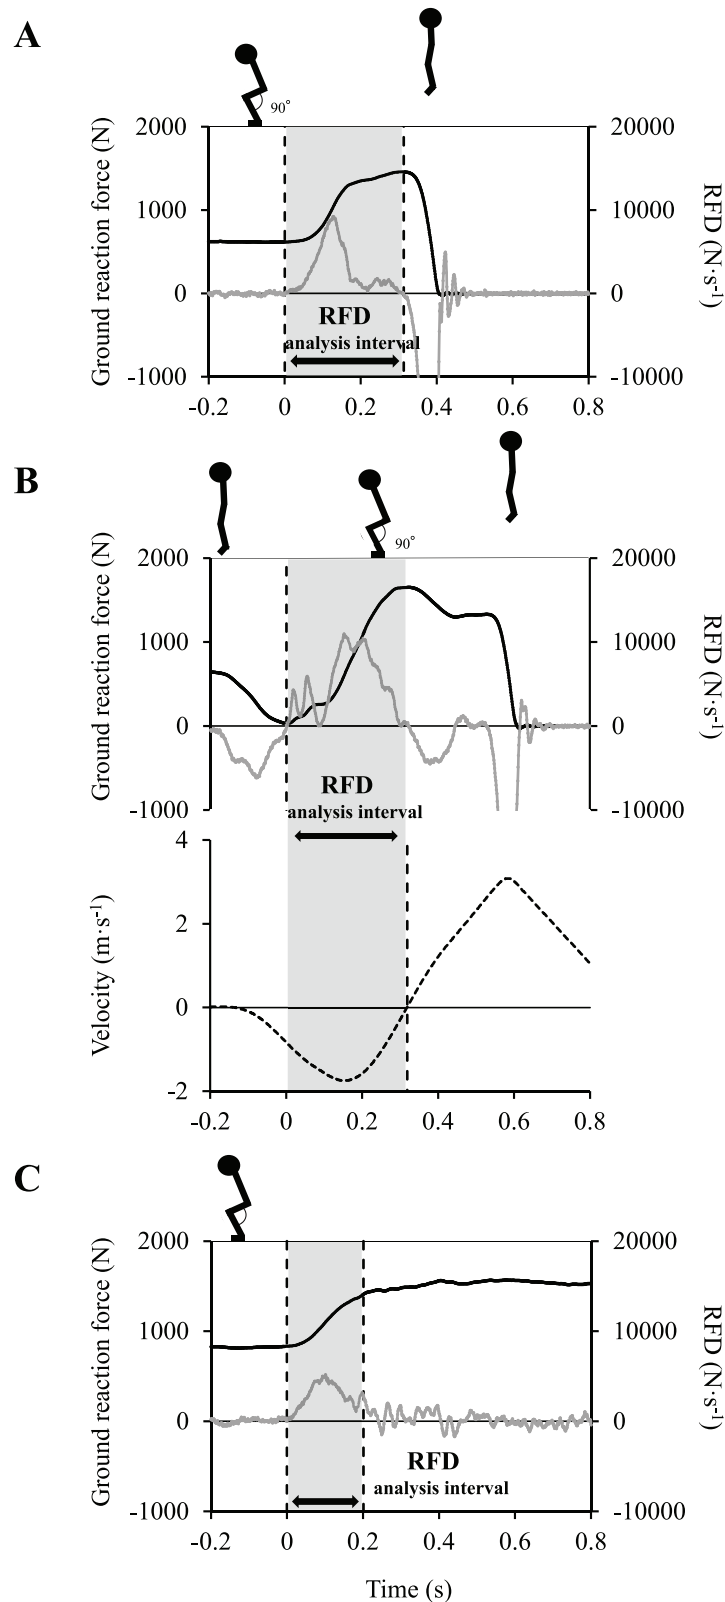 A
90°
2000
20000
1000
10000
0
0
-1000
-10000
Ground reaction force (N)
RFD (N·s-1)
RFD
analysis interval
-0.2 0 0.2 0.4 0.6 0.8
B
90°
2000
20000
1000
10000
0
0
-1000
-10000
Ground reaction force (N)
RFD (N·s-1)
RFD
analysis interval
4
2
0
-2
Velocity (m·s-1)
-0.2 0 0.2 0.4 0.6 0.8
C
2000
20000
1000
10000
0
0
-1000
-10000
Ground reaction force (N)
RFD (N·s-1)
RFD
analysis interval
-0.2 0 0.2 0.4 0.6 0.8
Time (s)